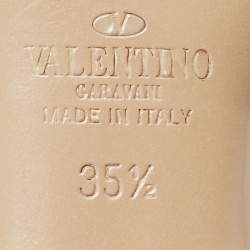 VALENTINO
GARAVANI
MADE IN ITALY
35½